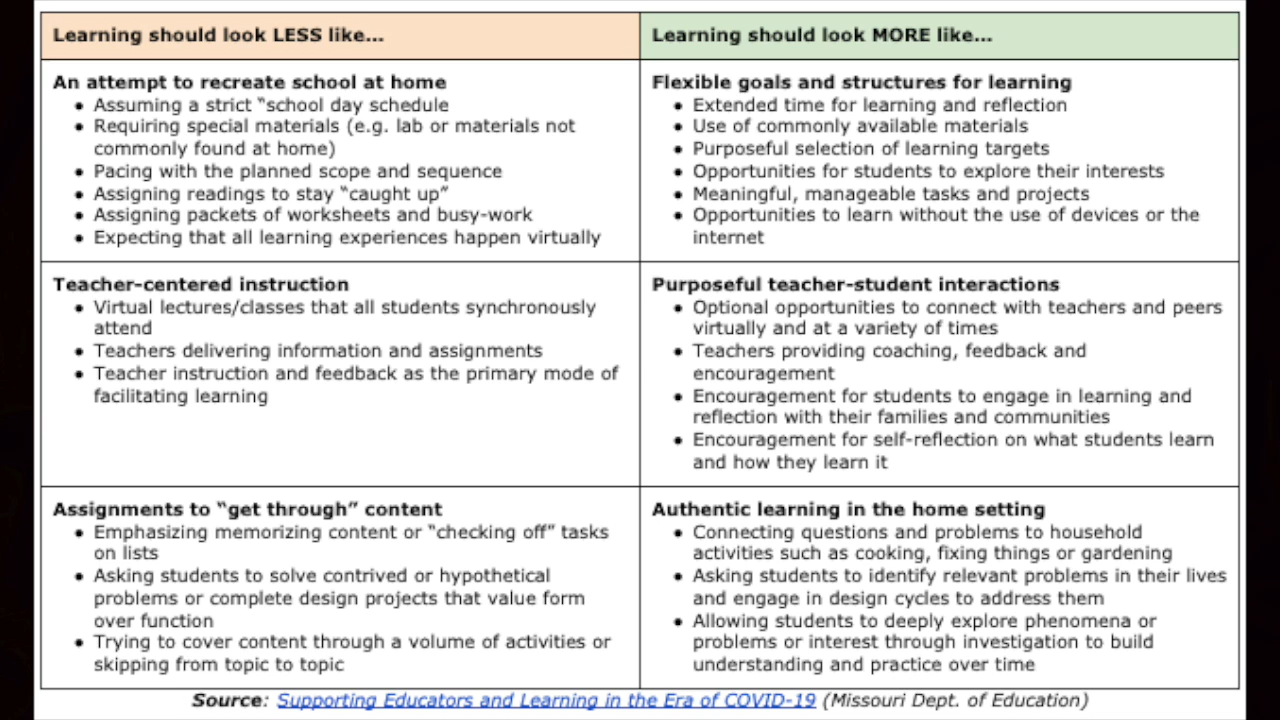 Learning should look LESS like...
Learning should look MORE like...
An attempt to recreate school at home
• Assuming a strict “school day schedule
• Requiring special materials (e.g. lab or materials not
commonly found at home)
• Pacing with the planned scope and sequence
• Assigning readings to stay “caught up”
• Assigning packets of worksheets and busy-work
• Expecting that all learning experiences happen virtually
Flexible goals and structures for learning
• Extended time for learning and reflection
• Use of commonly available materials
• Purposeful selection of learning targets
• Opportunities for students to explore their interests
• Meaningful, manageable tasks and projects
• Opportunities to learn without the use of devices or the
internet
Teacher-centered instruction
• Virtual lectures/classes that all students synchronously
attend
• Teachers delivering information and assignments
• Teacher instruction and feedback as the primary mode of
facilitating learning
Purposeful teacher-student interactions
• Optional opportunities to connect with teachers and peers
virtually and at a variety of times
• Teachers providing coaching, feedback and
encouragement
• Encouragement for students to engage in learning and
reflection with their families and communities
• Encouragement for self-reflection on what students learn
and how they learn it
Assignments to “get through” content
• Emphasizing memorizing content or “checking off” tasks
on lists
• Asking students to solve contrived or hypothetical
problems or complete design projects that value form
over function
• Trying to cover content through a volume of activities or
skipping from topic to topic
Authentic learning in the home setting
• Connecting questions and problems to household
activities such as cooking, fixing things or gardening
• Asking students to identify relevant problems in their lives
and engage in design cycles to address them
• Allowing students to deeply explore phenomena or
problems or interest through investigation to build
understanding and practice over time
Source: Supporting Educators and Learning in the Era of COVID-19 (Missouri Dept. of Education)